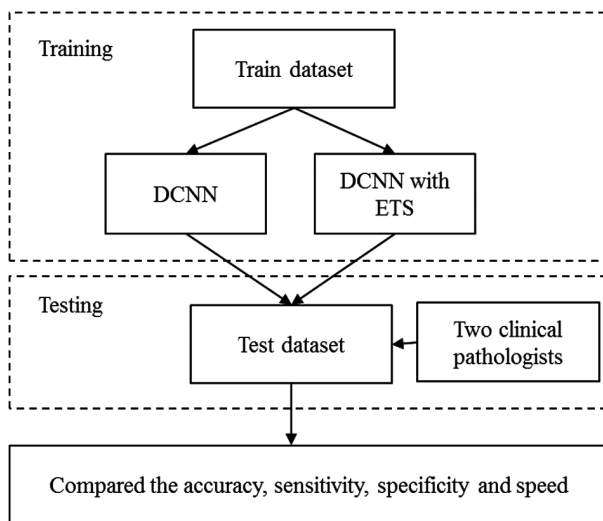 Training
Train dataset
DCNN
DCNN with
ETS
Testing
Test dataset
Two clinical
pathologists
Compared the accuracy, sensitivity, specificity and speed